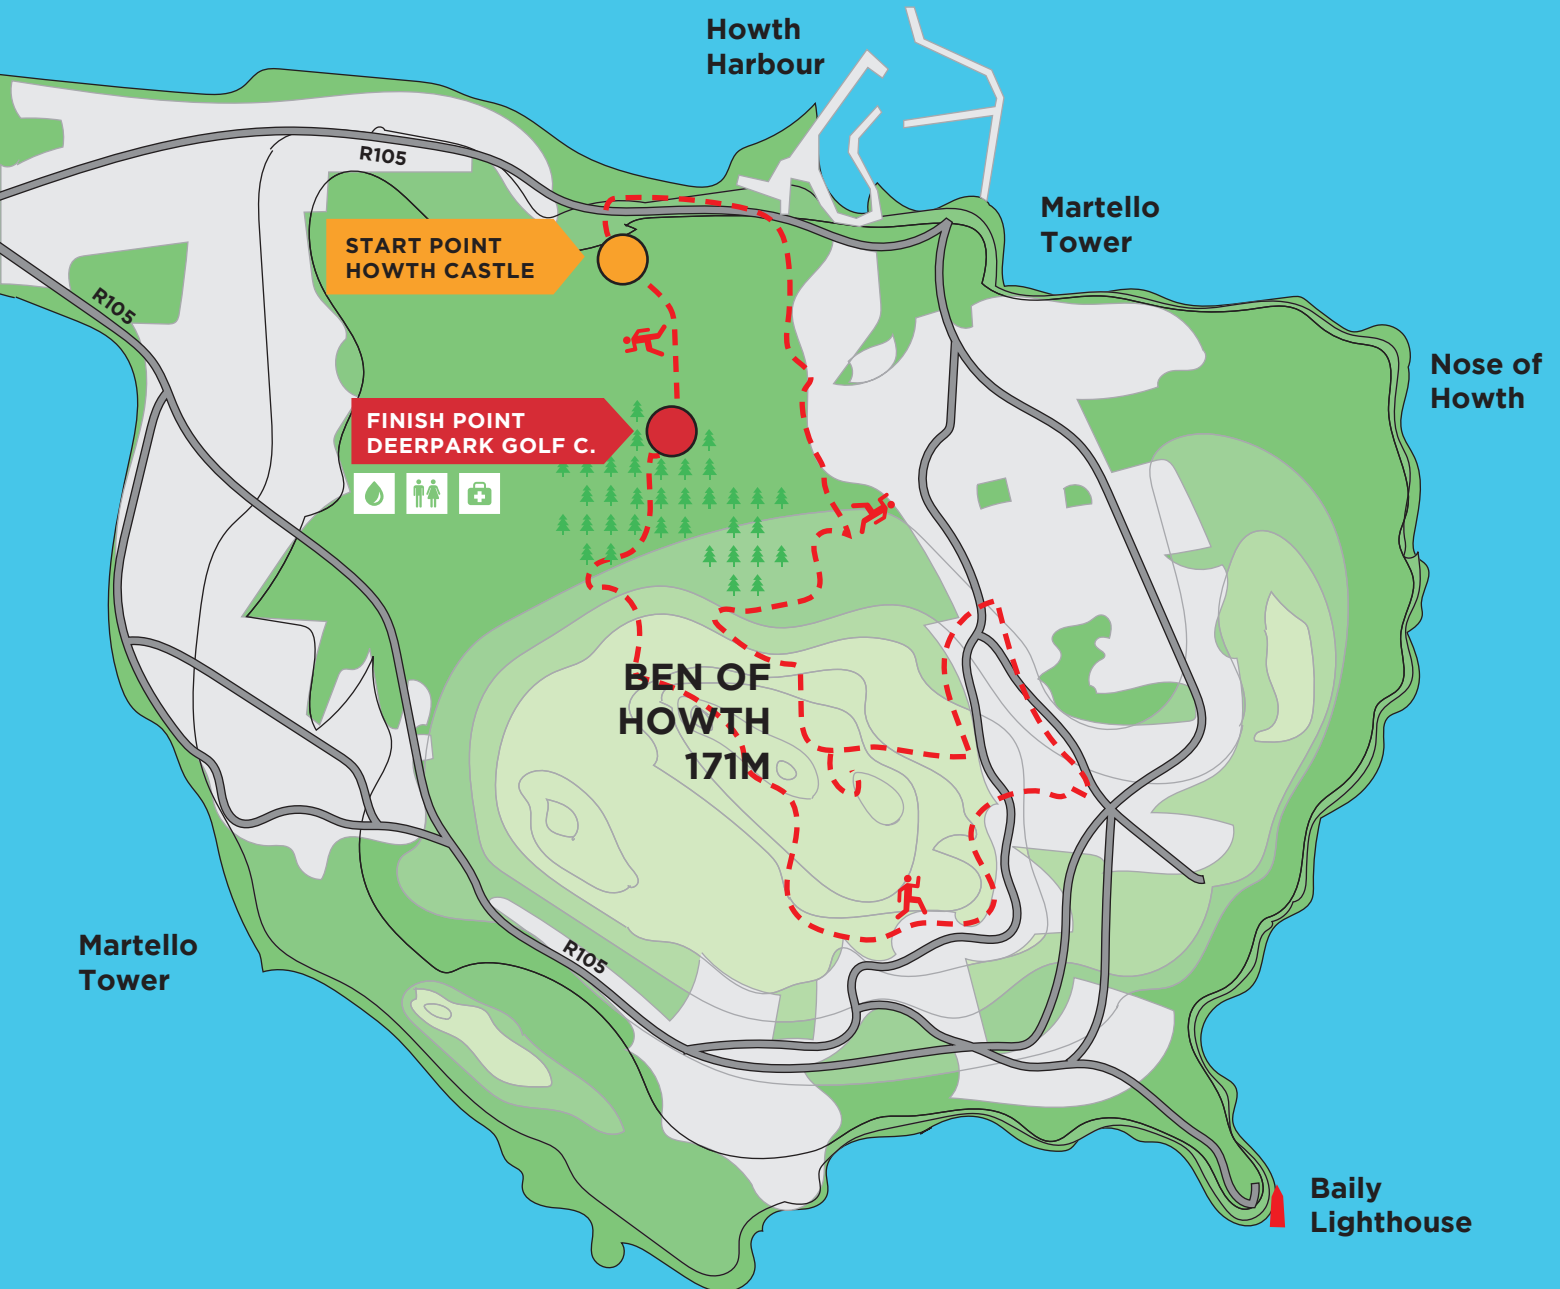 Howth
Harbour
R105
Martello
Tower
START POINT
HOWTH CASTLE
R105
Nose of
Howth
FINISH POINT
DEERPARK GOLF C.
BEN OF
HOWTH
171M
Martello
Tower
R105
Baily
Lighthouse